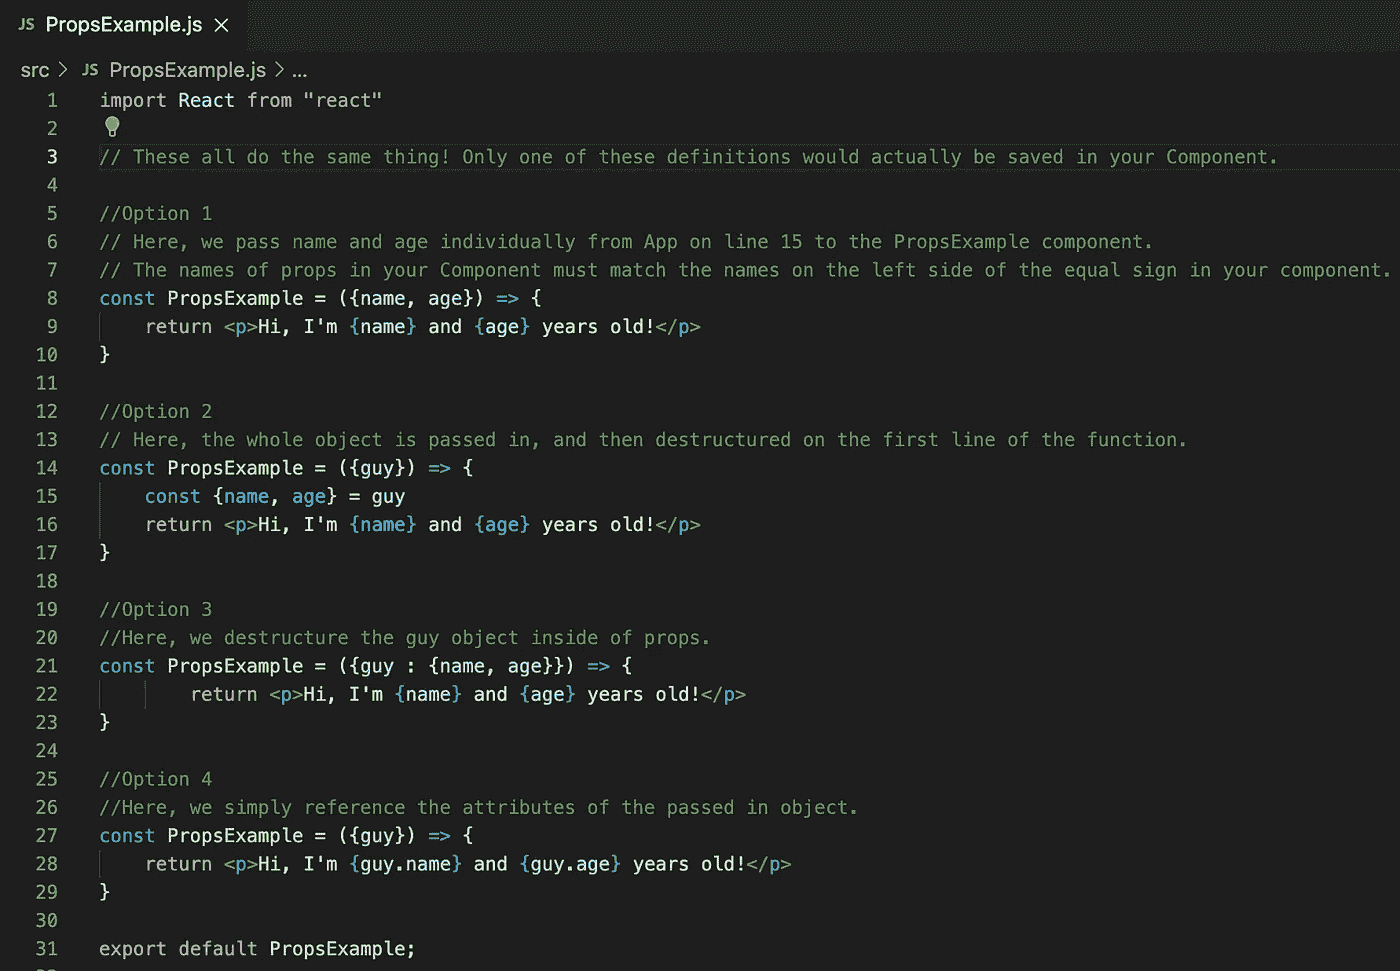 JS PropsExample.js ×
src > JS PropsExample.js > ...
1 import React from "react"
2
3 // These all do the same thing! Only one of these definitions would actually be saved in your Component.
4
5 //Option 1
6 // Here, we pass name and age individually from App on line 15 to the PropsExample component.
7 // The names of props in your Component must match the names on the left side of the equal sign in your component.
8 const PropsExample = ({name, age}) => {
9     return <p>Hi, I'm {name} and {age} years old!</p>
10 }
11
12 //Option 2
13 // Here, the whole object is passed in, and then destructured on the first line of the function.
14 const PropsExample = ({guy}) => {
15     const {name, age} = guy
16     return <p>Hi, I'm {name} and {age} years old!</p>
17 }
18
19 //Option 3
20 //Here, we destructure the guy object inside of props.
21 const PropsExample = ({guy : {name, age}}) => {
22         return <p>Hi, I'm {name} and {age} years old!</p>
23 }
24
25 //Option 4
26 //Here, we simply reference the attributes of the passed in object.
27 const PropsExample = ({guy}) => {
28     return <p>Hi, I'm {guy.name} and {guy.age} years old!</p>
29 }
30
31 export default PropsExample;